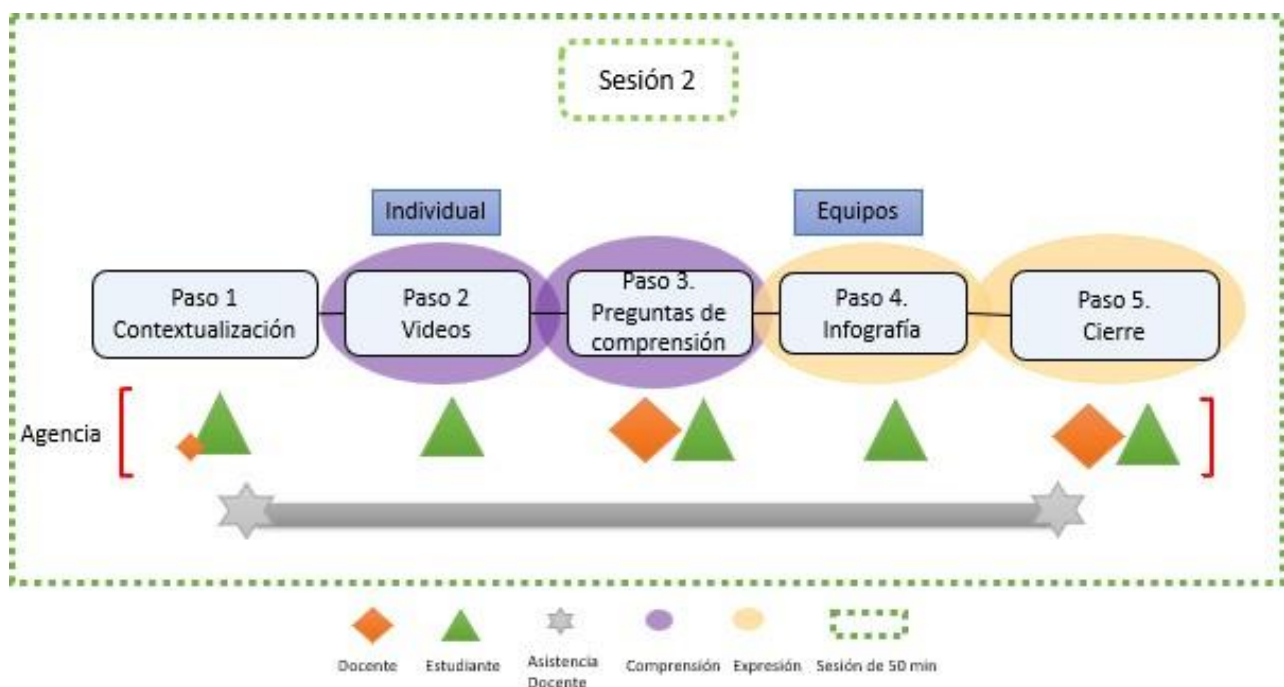 Sesión 2
Individual
Equipos
Paso 1
Contextualización
Paso 2
Videos
Paso 3.
Preguntas de
comprensión
Paso 4.
Infografía
Paso 5.
Cierre
Agencia
Docente
Estudiante
Asistencia
Docente
Comprensión
Expresión
Sesión de 50 min